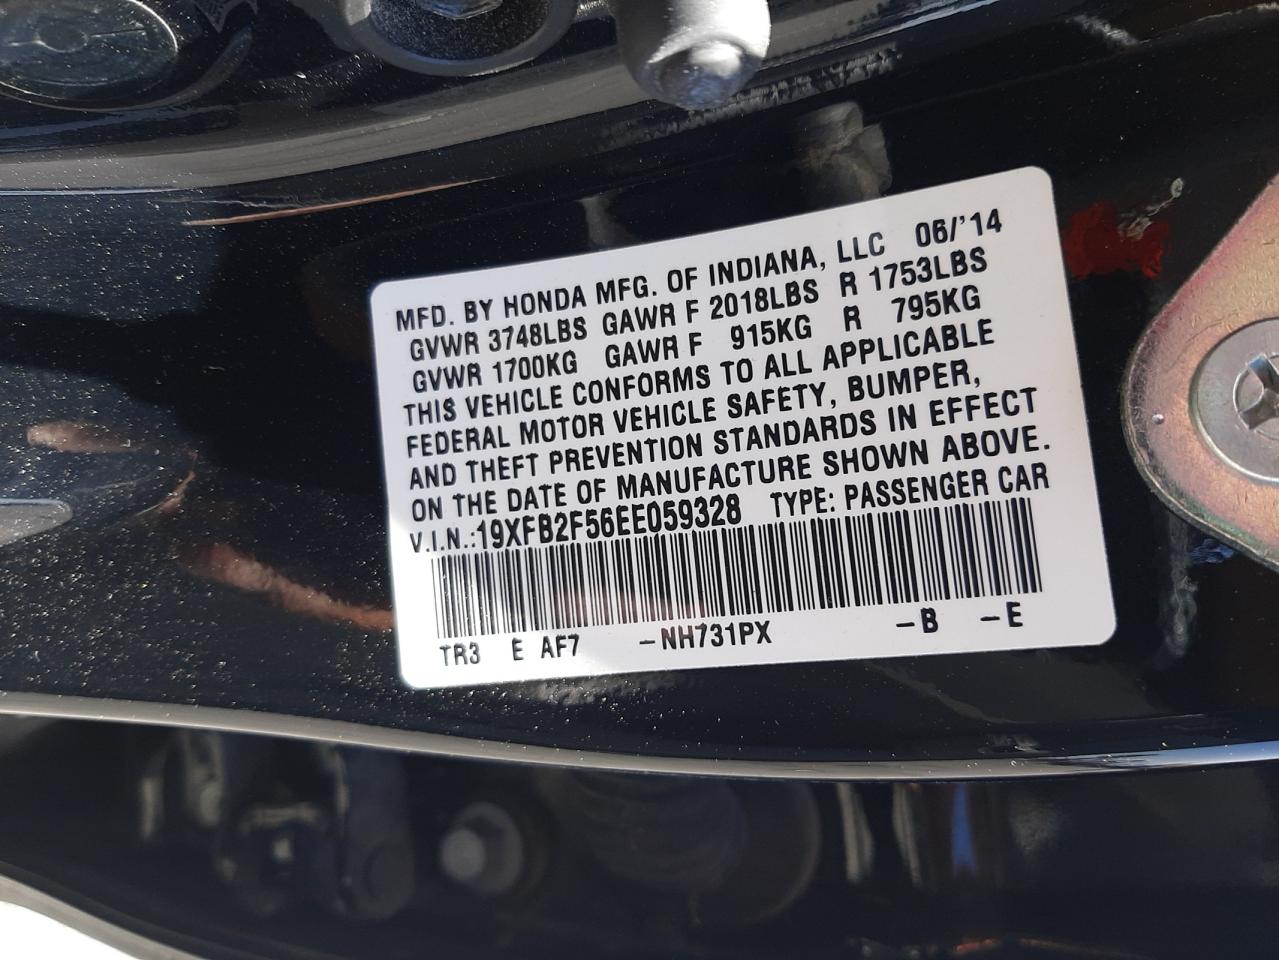 MFD. BY HONDA MFG. OF INDIANA, LLC 06/'14
GVWR 3748LBS GAWR F 2018LBS R 1753LBS
GVWR 1700KG GAWR F 915KG R 795KG
THIS VEHICLE CONFORMS TO ALL APPLICABLE
FEDERAL MOTOR VEHICLE SAFETY, BUMPER,
AND THEFT PREVENTION STANDARDS IN EFFECT
ON THE DATE OF MANUFACTURE SHOWN ABOVE.
V.I.N.:19XFB2F56EE059328 TYPE: PASSENGER CAR
TR3 E AF7 -NH731PX -B -E